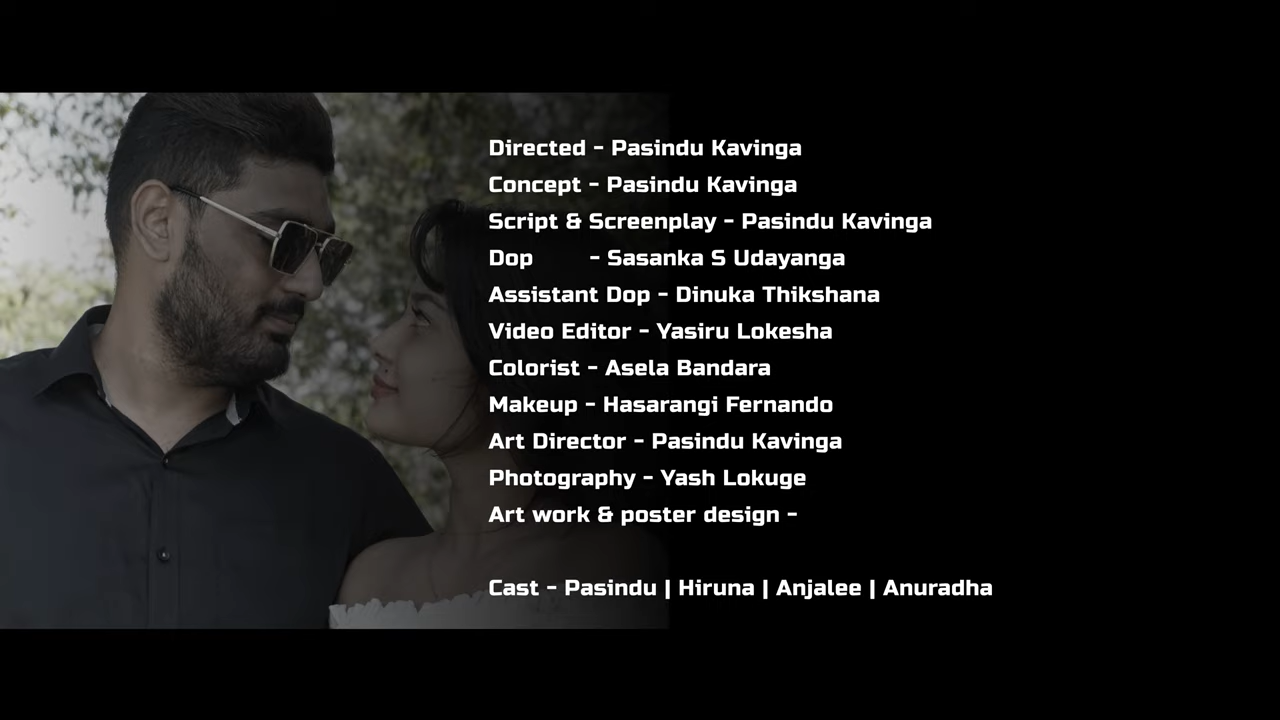 Directed - Pasindu Kavinga
Concept - Pasindu Kavinga
Script & Screenplay - Pasindu Kavinga
Dop - Sasanka S Udayanga
Assistant Dop - Dinuka Thikshana
Video Editor - Yasiru Lokesha
Colorist - Asela Bandara
Makeup - Hasarangi Fernando
Art Director - Pasindu Kavinga
Photography - Yash Lokuge
Art work & poster design -
Cast - Pasindu | Hiruna | Anjalee | Anuradha